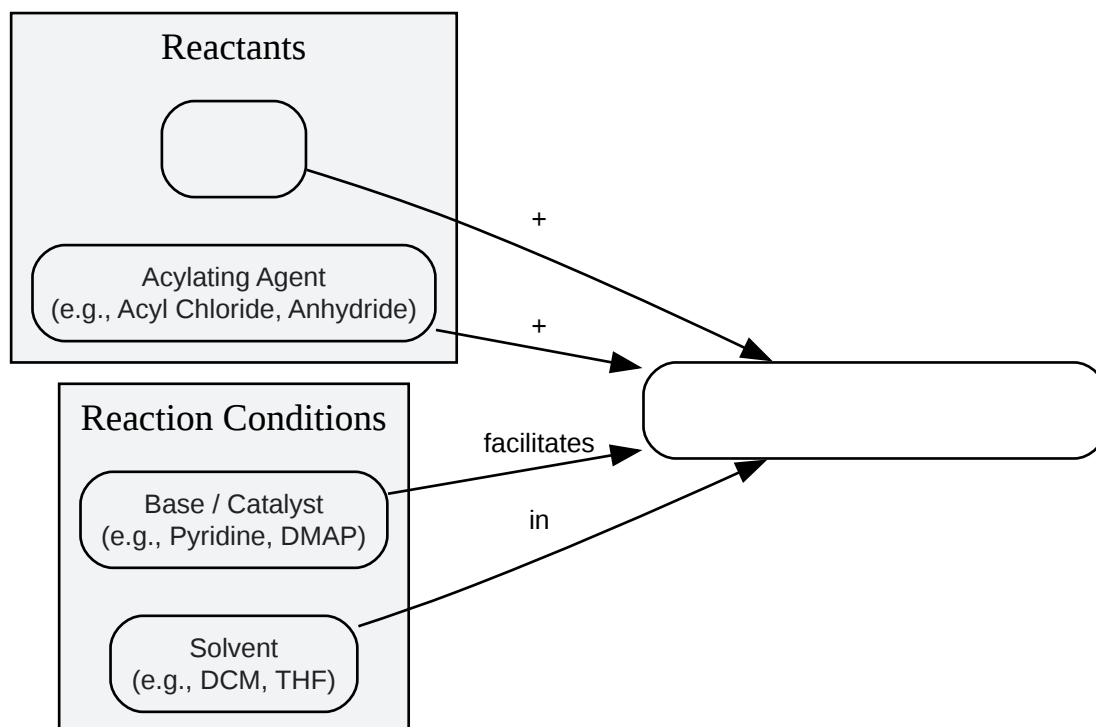 Reactants
+
Acylating Agent
(e.g., Acyl Chloride, Anhydride)
+
Reaction Conditions
facilitates
Base / Catalyst
(e.g., Pyridine, DMAP)
in
Solvent
(e.g., DCM, THF)